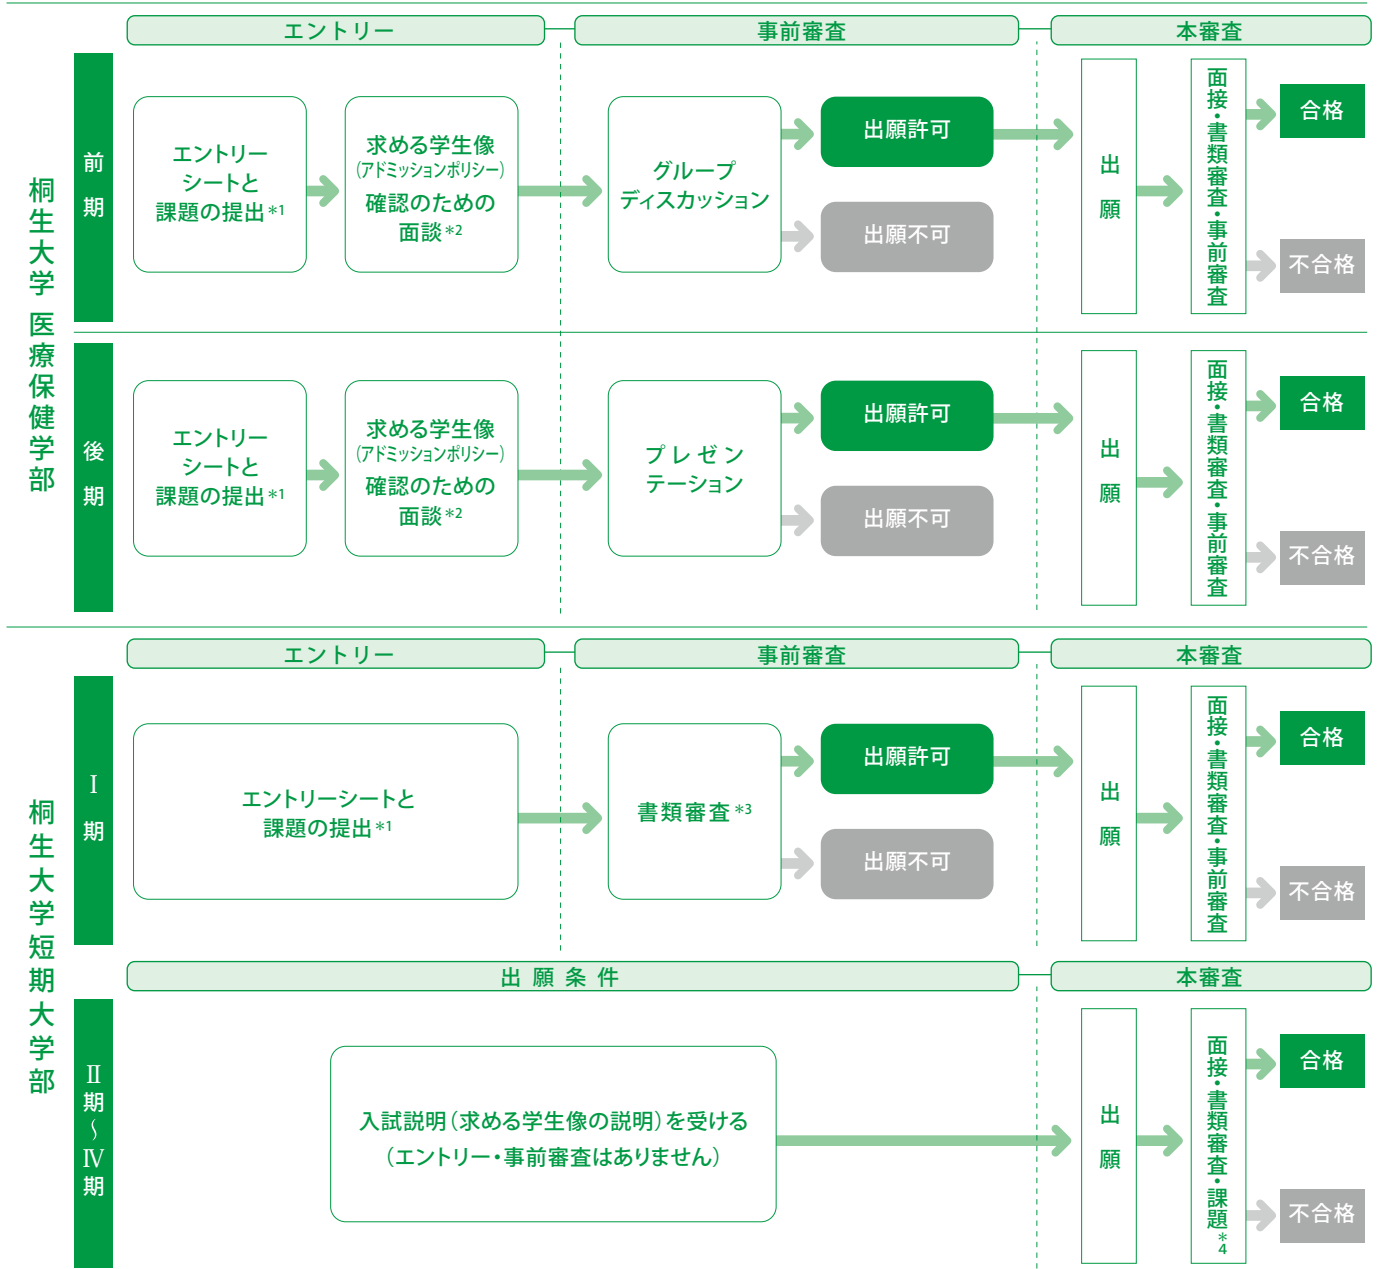 エントリー
事前審査
本審査
桐生大学 医療保健学部
前期
エントリー
シートと
課題の提出*1
求める学生像
(アドミッションポリシー)
確認のための
面談*2
グループ
ディスカッション
出願許可
出願不可
出願
面接・書類審査・事前審査
合格
不合格
後期
エントリー
シートと
課題の提出*1
求める学生像
(アドミッションポリシー)
確認のための
面談*2
プレゼン
テーション
出願許可
出願不可
出願
面接・書類審査・事前審査
合格
不合格
エントリー
事前審査
本審査
桐生大学短期大学部
Ⅰ期
エントリーシートと
課題の提出*1
書類審査*3
出願許可
出願不可
出願
面接・書類審査・事前審査
合格
不合格
出願条件
本審査
Ⅱ期〜Ⅳ期
入試説明(求める学生像の説明)を受ける
(エントリー・事前審査はありません)
出願
面接・書類審査・課題*4
合格
不合格